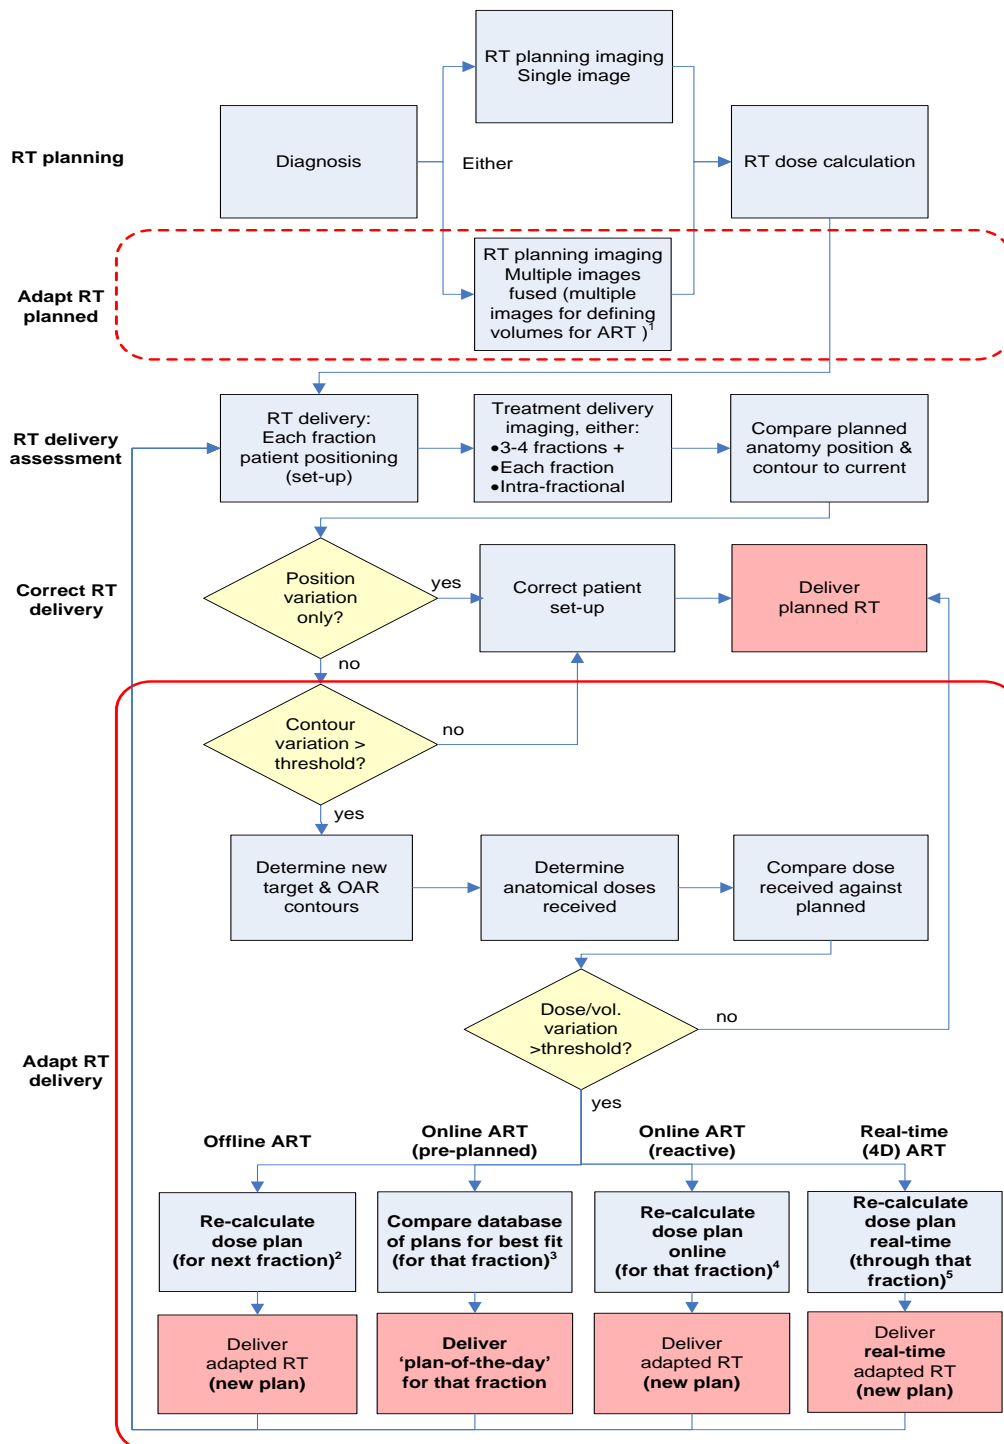 RT planning imaging
Single image
RT planning
Diagnosis
Either
RT dose calculation
RT planning imaging
Multiple images
fused (multiple
images for defining
volumes for ART )1
Adapt RT
planned
RT delivery
assessment
RT delivery:
Each fraction
patient positioning
(set-up)
Treatment delivery
imaging, either:
•3-4 fractions +
•Each fraction
•Intra-fractional
Compare planned
anatomy position &
contour to current
Correct RT
delivery
Position
variation
only?
yes
Correct patient
set-up
Deliver
planned RT
no
Contour
variation >
threshold?
no
yes
Determine new
target & OAR
contours
Determine
anatomical doses
received
Compare dose
received against
planned
Dose/vol.
variation
>threshold?
no
Adapt RT
delivery
yes
Offline ART
Online ART
(pre-planned)
Online ART
(reactive)
Real-time
(4D) ART
Re-calculate
dose plan
(for next fraction)2
Compare database
of plans for best fit
(for that fraction)3
Re-calculate
dose plan
online
(for that fraction)4
Re-calculate
dose plan
real-time
(through that
fraction)5
Deliver
adapted RT
(new plan)
Deliver
‘plan-of-the-day’
for that fraction
Deliver
adapted RT
(new plan)
Deliver
real-time
adapted RT
(new plan)